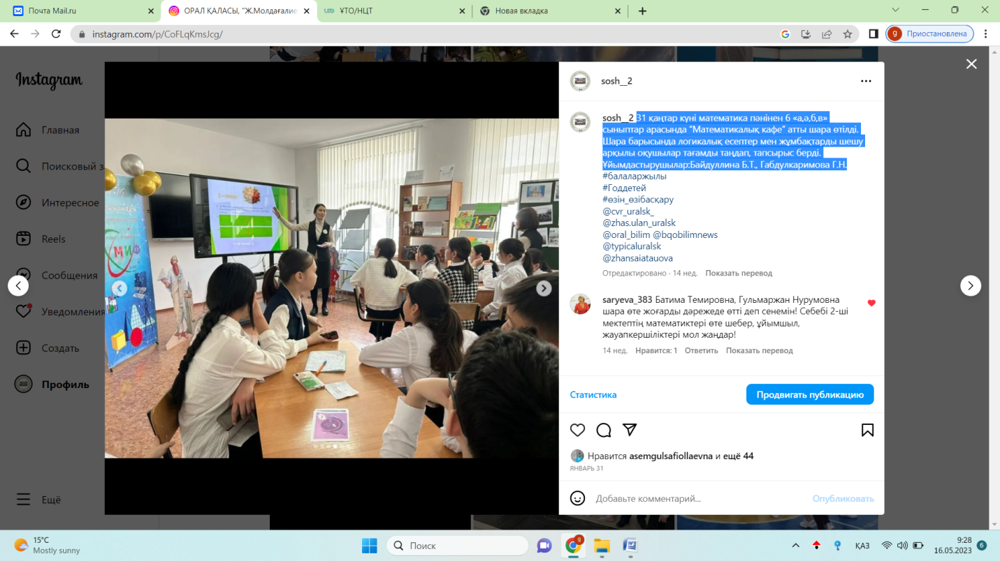 Почта Mail.ru
ОРАЛ ҚАЛАСЫ, "Ж.Молдағалие
ҰТО/НЦТ
Новая вкладка
instagram.com/p/CoFLqKmsJcg/
g Приостановлена
Instagram
Главная
Поисковый з
Интересное
Reels
Сообщения
Уведомления
Создать
Профиль
Ещё
МИФ
sosh__2
sosh__2 31 қаңтар күні математика пәнінен 6 «а,ә,б,в»
сыныптар арасында “Математикалық кафе” атты шара өтілді.
Шара барысында логикалық есептер мен жұмбақтарды шешу
арқылы оқушылар тағамды таңдап, тапсырыс берді.
Ұйымдастырушылар:Байдуллина Б.Т., Габдулкаримова Г.Н.
#балаларжылы
#Годдетей
#өзін_өзібасқару
@cvr_uralsk_
@zhas.ulan_uralsk
@oral_bilim @bqobilimnews
@typicaluralsk
@zhansaiatauova
Отредактировано · 14 нед. Показать перевод
saryeva_383 Батима Темировна, Гульмаржан Нурумовна
шара өте жоғарды дәрежеде өтті деп сенемін! Себебі 2-ші
мектептің математиктері өте шебер, ұйымшыл,
жауапкершіліктері мол жандар!
14 нед. Нравится: 1 Ответить Показать перевод
Статистика
Продвигать публикацию
Нравится asemgulsafiollaevna и ещё 44
ЯНВАРЬ 31
Добавьте комментарий...
Опубликовать
15°C
Mostly sunny
Поиск
9
ҚАЗ
9:28
16.05.2023
6